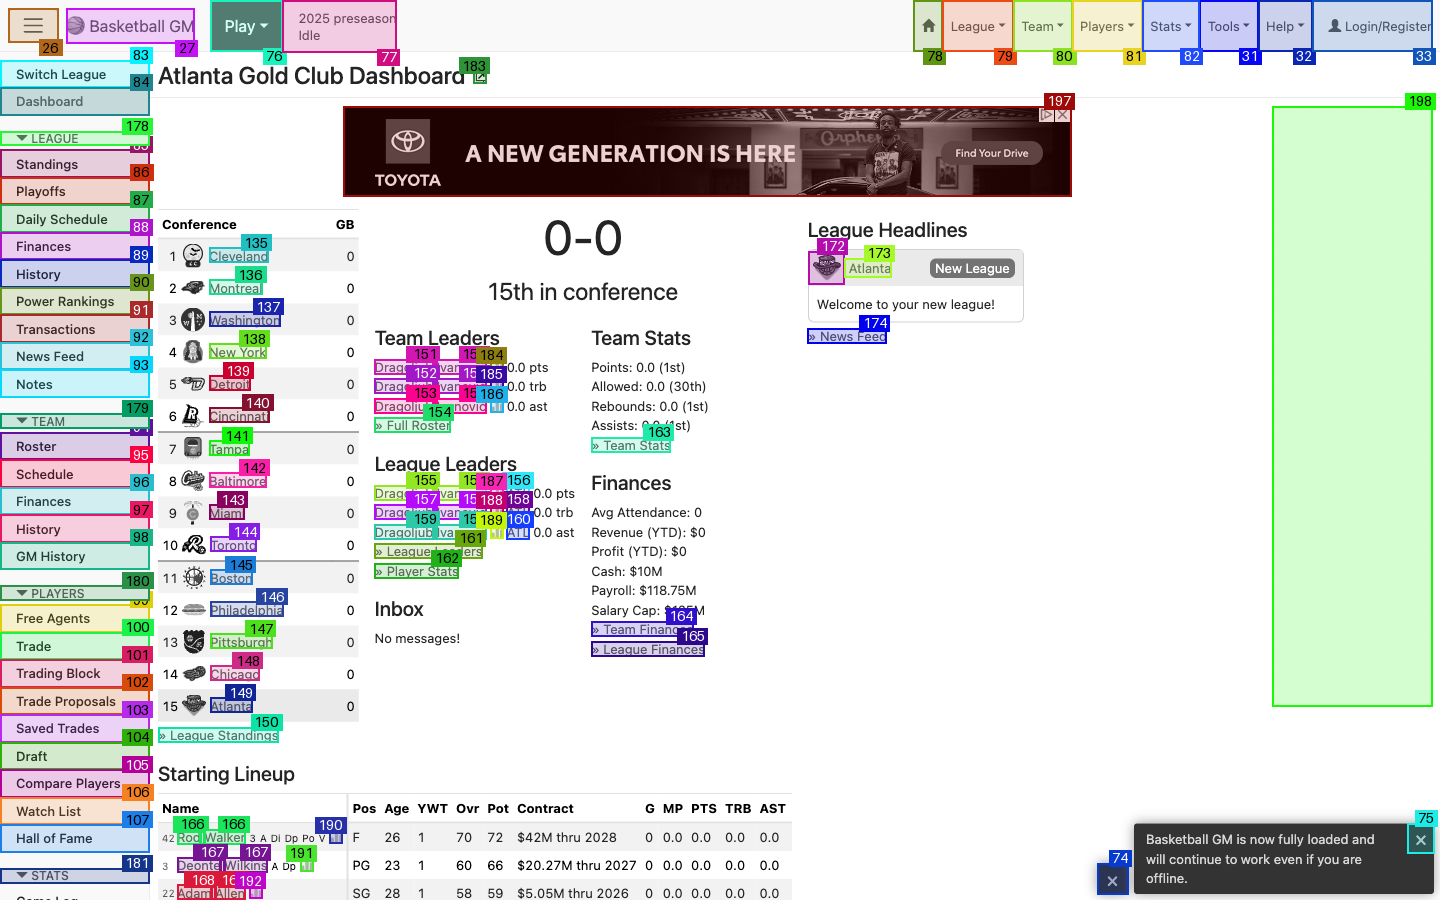 Basketball GM
Play
2025 preseason
Idle
League
Team
Players
Stats
Tools
Help
Login/Register
26
27
76
77
78
79
80
81
82
31
32
33
Switch League
83
Dashboard
84
178
LEAGUE
Standings
86
Playoffs
87
Daily Schedule
88
Finances
89
History
90
Power Rankings
91
Transactions
92
News Feed
93
Notes
179
TEAM
Roster
95
Schedule
96
Finances
97
History
98
GM History
180
PLAYERS
Free Agents
100
Trade
101
Trading Block
102
Trade Proposals
103
Saved Trades
104
Draft
105
Compare Players
106
Watch List
107
Hall of Fame
181
STATS
Atlanta Gold Club Dashboard
183
197
198
TOYOTA
A NEW GENERATION IS HERE
Find Your Drive
Conference GB
135
1 Cleveland 0
136
2 Montreal 0
137
3 Washington 0
138
4 New York 0
139
5 Detroit 0
140
6 Cincinnati 0
141
7 Tampa 0
142
8 Baltimore 0
143
9 Miami 0
144
10 Toronto 0
145
11 Boston 0
146
12 Philadelphia 0
147
13 Pittsburgh 0
148
14 Chicago 0
149
15 Atlanta 0
150
» League Standings
0-0
15th in conference
Team Leaders
151 184
0.0 pts
152 185
0.0 trb
153 186
0.0 ast
154
» Full Roster
League Leaders
155 187 156
0.0 pts
157 188 158
0.0 trb
159 189 160
Dragoljub ATL 0.0 ast
161
» League Leaders
162
» Player Stats
Inbox
No messages!
Team Stats
Points: 0.0 (1st)
Allowed: 0.0 (30th)
Rebounds: 0.0 (1st)
Assists: 0.0 (1st)
163
» Team Stats
Finances
Avg Attendance: 0
Revenue (YTD): $0
Profit (YTD): $0
Cash: $10M
Payroll: $118.75M
Salary Cap:
164
» Team Finances
165
» League Finances
League Headlines
172 173
Atlanta New League
Welcome to your new league!
174
» News Feed
Starting Lineup
Name Pos Age YWT Ovr Pot Contract G MP PTS TRB AST
166 166 190
42 Rod Walker 3 A Di Dp Po V F 26 1 70 72 $42M thru 2028 0 0.0 0.0 0.0 0.0
167 167 191
3 Deonte Wilkins A Dp PG 23 1 60 66 $20.27M thru 2027 0 0.0 0.0 0.0 0.0
168 192
22 Adam Allen SG 28 1 58 59 $5.05M thru 2026 0 0.0 0.0 0.0 0.0
75
74
Basketball GM is now fully loaded and
will continue to work even if you are
offline.